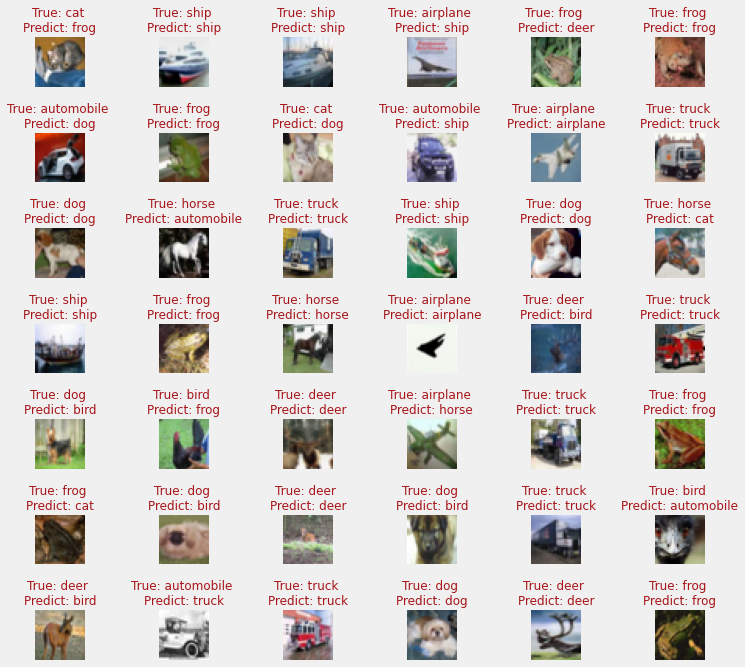 True: cat
Predict: frog
True: ship
Predict: ship
True: ship
Predict: ship
True: airplane
Predict: ship
True: frog
Predict: deer
True: frog
Predict: frog
True: automobile
Predict: dog
True: frog
Predict: frog
True: cat
Predict: dog
True: automobile
Predict: ship
True: airplane
Predict: airplane
True: truck
Predict: truck
True: dog
Predict: dog
True: horse
Predict: automobile
True: truck
Predict: truck
True: ship
Predict: ship
True: dog
Predict: dog
True: horse
Predict: cat
True: ship
Predict: ship
True: frog
Predict: frog
True: horse
Predict: horse
True: airplane
Predict: airplane
True: deer
Predict: bird
True: truck
Predict: truck
True: dog
Predict: bird
True: bird
Predict: frog
True: deer
Predict: deer
True: airplane
Predict: horse
True: truck
Predict: truck
True: frog
Predict: frog
True: frog
Predict: cat
True: dog
Predict: bird
True: deer
Predict: deer
True: dog
Predict: bird
True: truck
Predict: truck
True: bird
Predict: automobile
True: deer
Predict: bird
True: automobile
Predict: truck
True: truck
Predict: truck
True: dog
Predict: dog
True: deer
Predict: deer
True: frog
Predict: frog